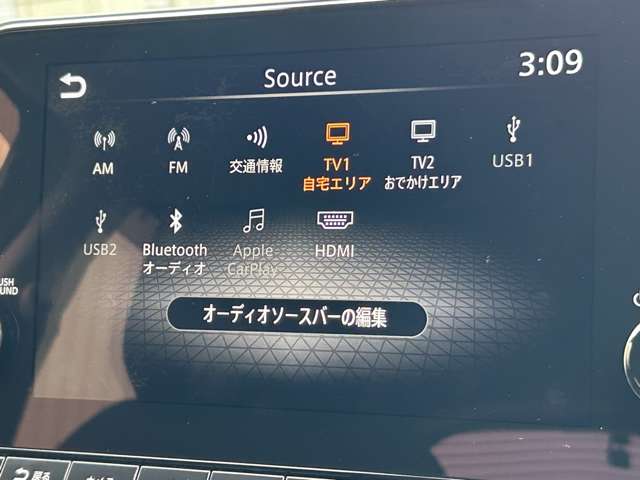 Source
3:09
AM
FM
交通情報
TV1
自宅エリア
TV2
おでかけエリア
USB1
USB2
Bluetooth
オーディオ
Apple
CarPlay
HDMI
オーディオソースバーの編集
戻る